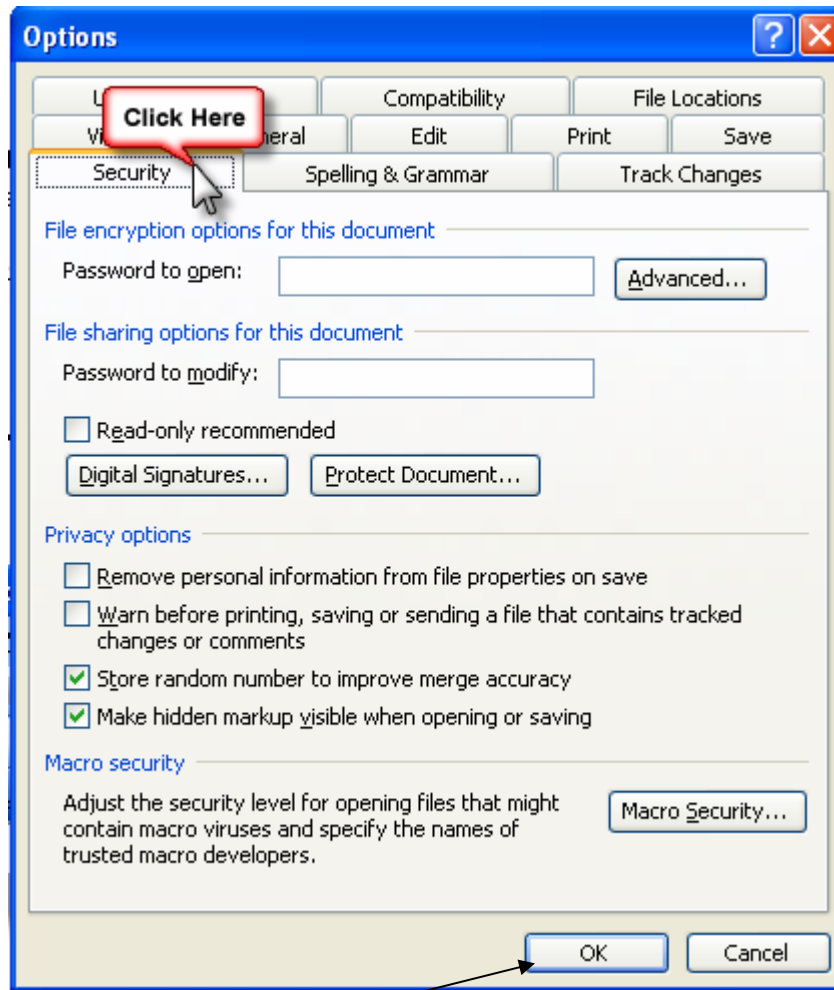 Options
Compatibility
File Locations
Click Here
Edit
Print
Save
Security
Spelling & Grammar
Track Changes
File encryption options for this document
Password to open:
Advanced...
File sharing options for this document
Password to modify:
Read-only recommended
Digital Signatures...
Protect Document...
Privacy options
Remove personal information from file properties on save
Warn before printing, saving or sending a file that contains tracked
changes or comments
Store random number to improve merge accuracy
Make hidden markup visible when opening or saving
Macro security
Adjust the security level for opening files that might
contain macro viruses and specify the names of
trusted macro developers.
Macro Security...
OK
Cancel